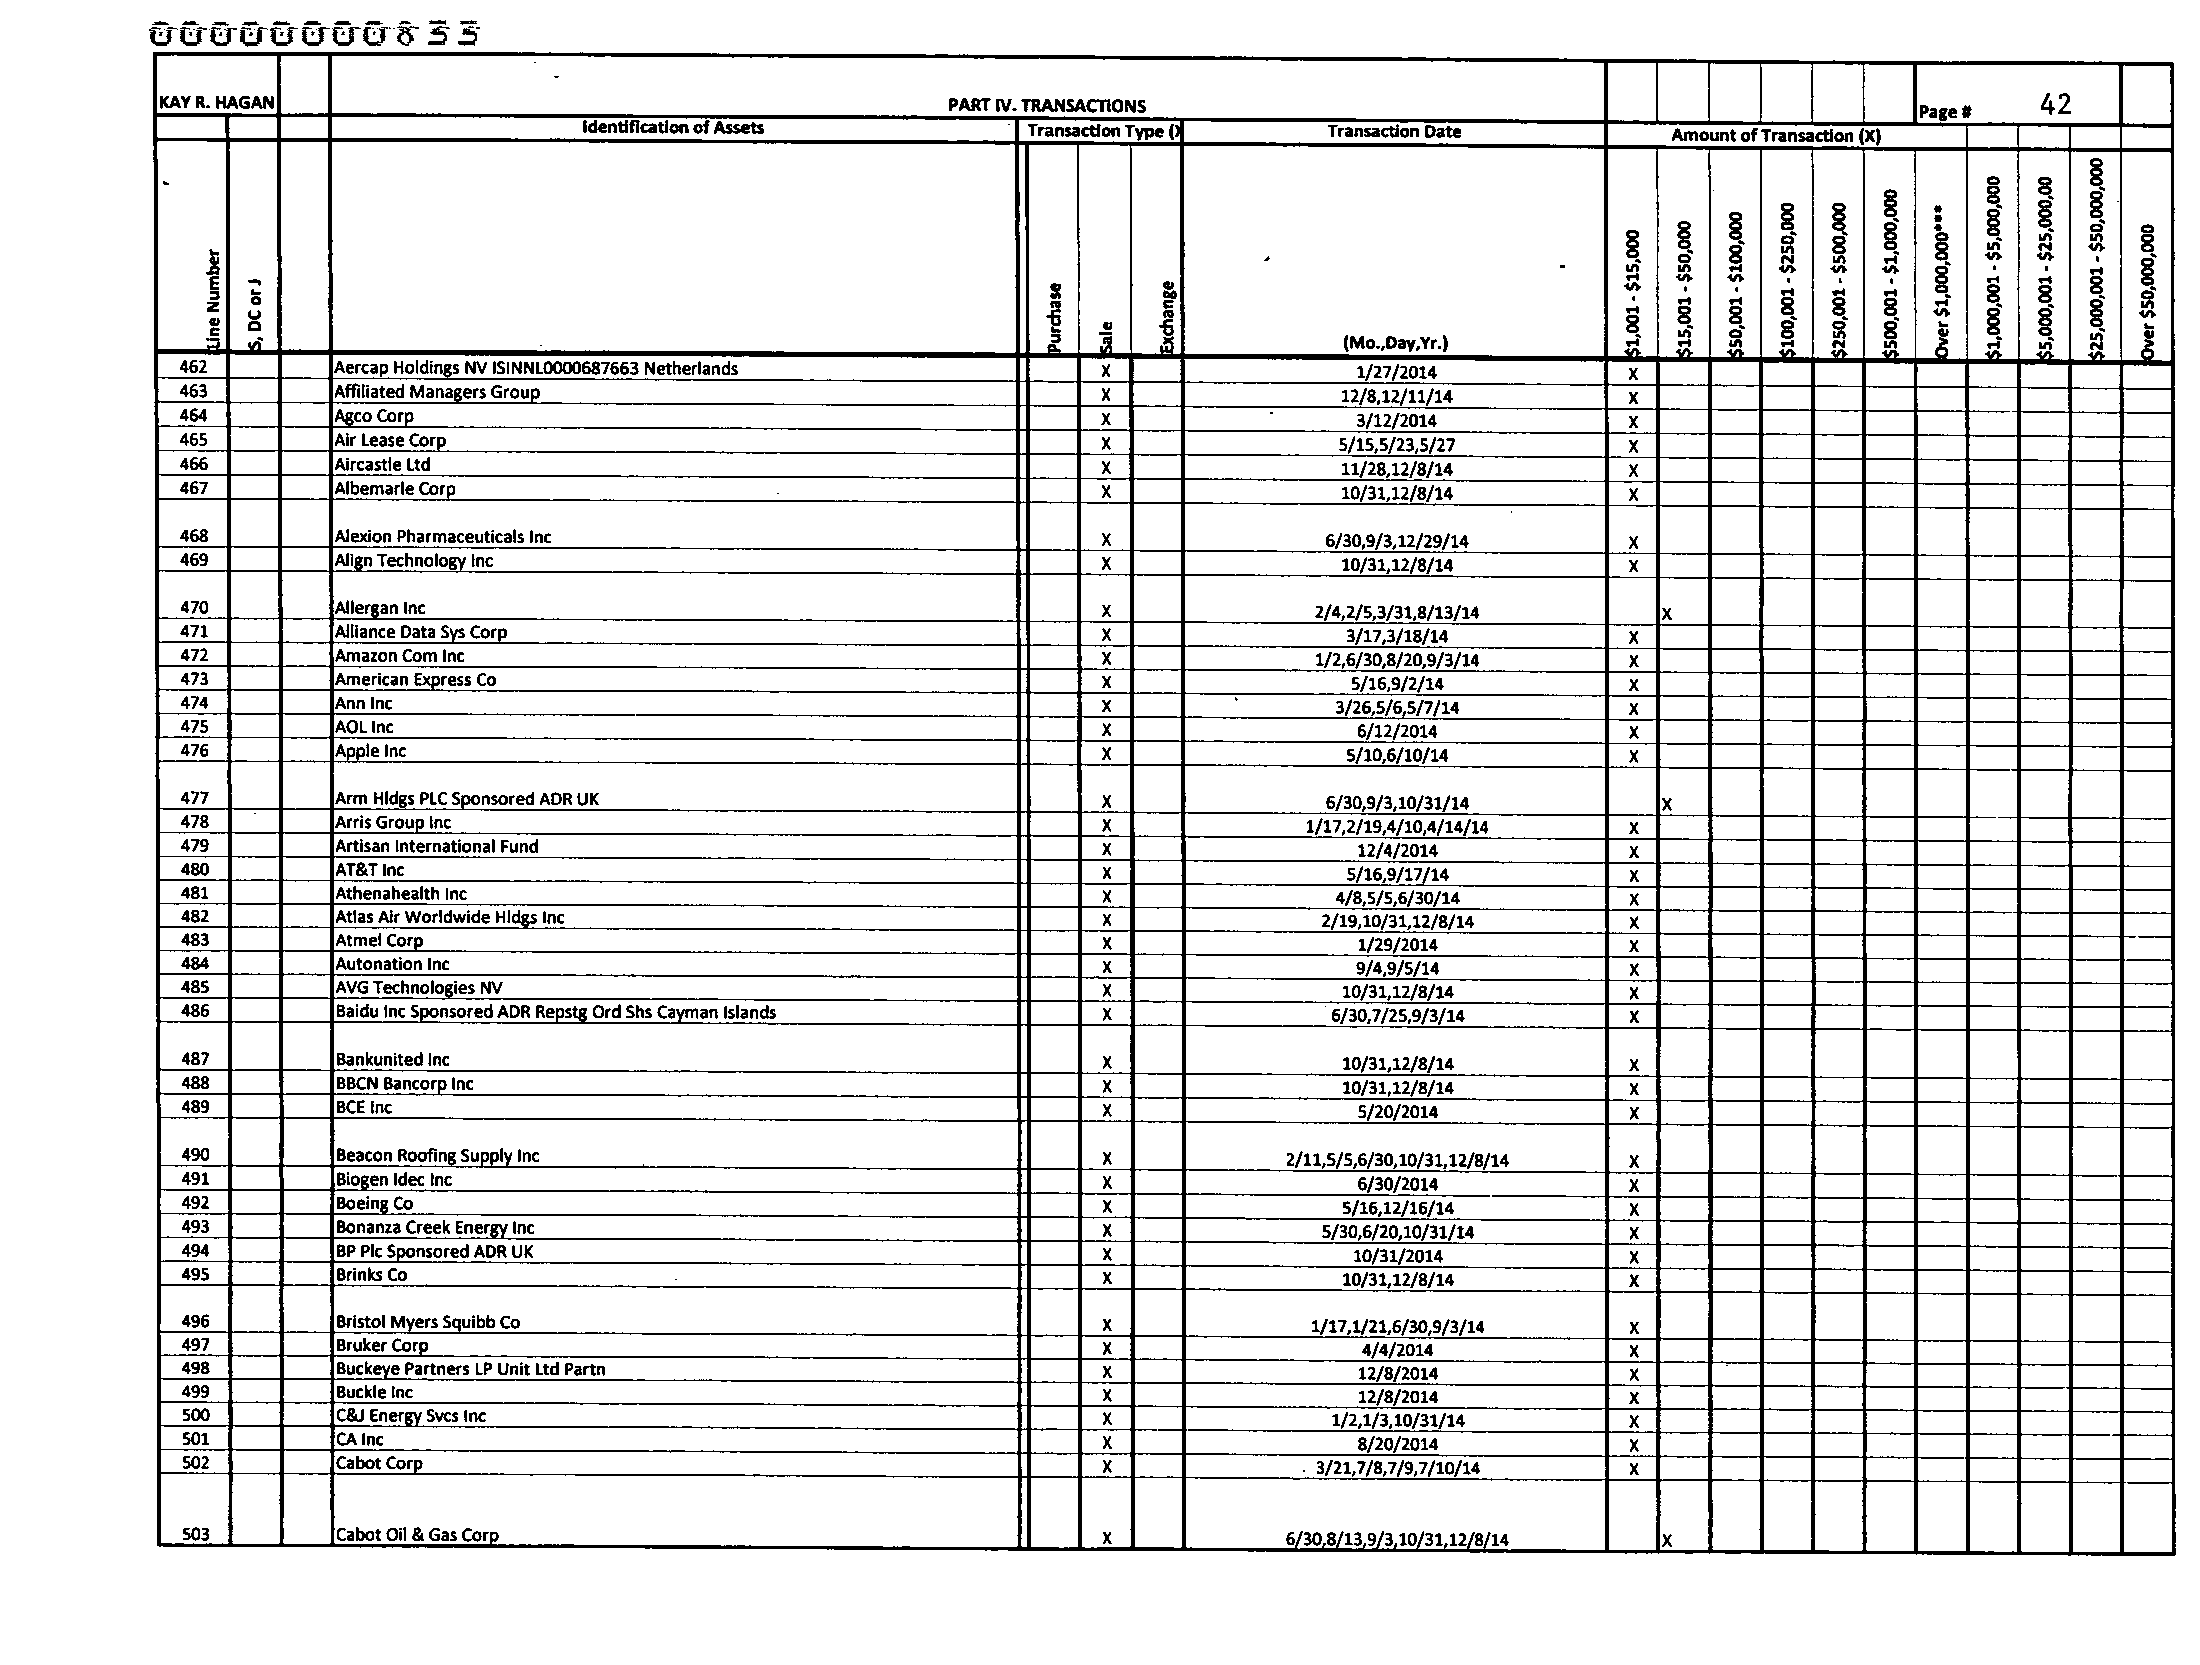 00000000855
KAY R. HAGAN PART IV. TRANSACTIONS Page # 42
Identification of Assets Transaction Type (X Transaction Date Amount of Transaction (X)
Line Number S, DC or J Purchase Sale Exchange (Mo.,Day,Yr.) $1,001 - $15,000 $15,001 - $50,000 $50,001 - $100,000 $100,001 - $250,000 $250,001 - $500,000 $500,001 - $1,000,000 Over $1,000,000*** $1,000,001 - $5,000,000 $5,000,001 - $25,000,00 $25,000,001 - $50,000,000 Over $50,000,000
462 Aercap Holdings NV ISINNL0000687663 Netherlands X 1/27/2014 X
463 Affiliated Managers Group X 12/8,12/11/14 X
464 Agco Corp X 3/12/2014 X
465 Air Lease Corp X 5/15,5/23,5/27 X
466 Aircastle Ltd X 11/28,12/8/14 X
467 Albemarle Corp X 10/31,12/8/14 X
468 Alexion Pharmaceuticals Inc X 6/30,9/3,12/29/14 X
469 Align Technology Inc X 10/31,12/8/14 X
470 Allergan Inc X 2/4,2/5,3/31,8/13/14 X
471 Alliance Data Sys Corp X 3/17,3/18/14 X
472 Amazon Com Inc X 1/2,6/30,8/20,9/3/14 X
473 American Express Co X 5/16,9/2/14 X
474 Ann Inc X 3/26,5/6,5/7/14 X
475 AOL Inc X 6/12/2014 X
476 Apple Inc X 5/10,6/10/14 X
477 Arm Hldgs PLC Sponsored ADR UK X 6/30,9/3,10/31/14 X
478 Arris Group Inc X 1/17,2/19,4/10,4/14/14 X
479 Artisan International Fund X 12/4/2014 X
480 AT&T Inc X 5/16,9/17/14 X
481 Athenahealth Inc X 4/8,5/5,6/30/14 X
482 Atlas Air Worldwide Hldgs Inc X 2/19,10/31,12/8/14 X
483 Atmel Corp X 1/29/2014 X
484 Autonation Inc X 9/4,9/5/14 X
485 AVG Technologies NV X 10/31,12/8/14 X
486 Baidu Inc Sponsored ADR Repstg Ord Shs Cayman Islands X 6/30,7/25,9/3/14 X
487 Bankunited Inc X 10/31,12/8/14 X
488 BBCN Bancorp Inc X 10/31,12/8/14 X
489 BCE Inc X 5/20/2014 X
490 Beacon Roofing Supply Inc X 2/11,5/5,6/30,10/31,12/8/14 X
491 Biogen Idec Inc X 6/30/2014 X
492 Boeing Co X 5/16,12/16/14 X
493 Bonanza Creek Energy Inc X 5/30,6/20,10/31/14 X
494 BP Plc Sponsored ADR UK X 10/31/2014 X
495 Brinks Co X 10/31,12/8/14 X
496 Bristol Myers Squibb Co X 1/17,1/21,6/30,9/3/14 X
497 Bruker Corp X 4/4/2014 X
498 Buckeye Partners LP Unit Ltd Partn X 12/8/2014 X
499 Buckle Inc X 12/8/2014 X
500 C&J Energy Svcs Inc X 1/2,1/3,10/31/14 X
501 CA Inc X 8/20/2014 X
502 Cabot Corp X 3/21,7/8,7/9,7/10/14 X
503 Cabot Oil & Gas Corp X 6/30,8/13,9/3,10/31,12/8/14 X